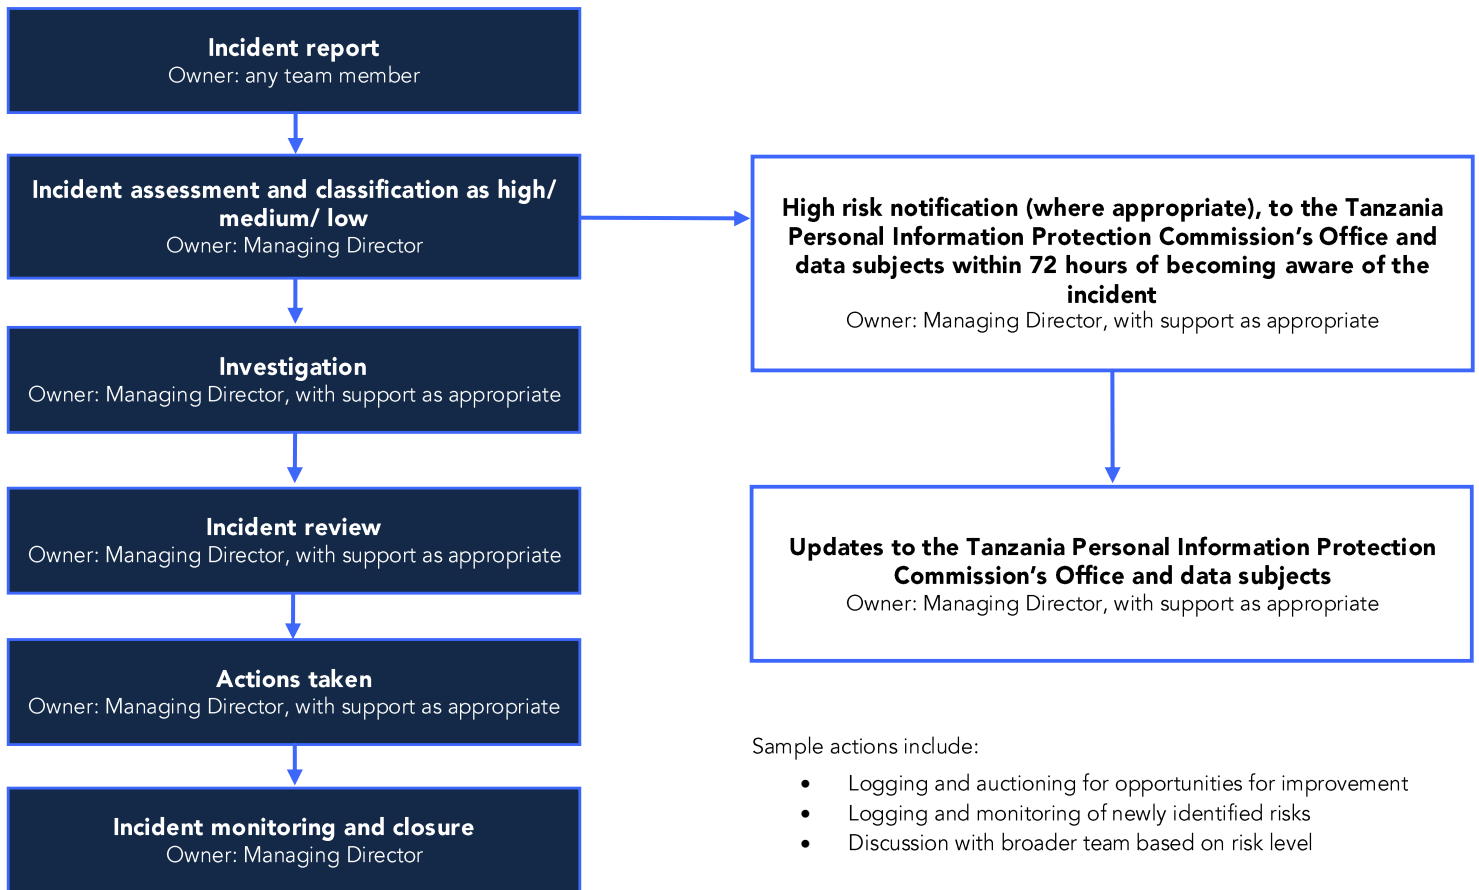 Incident report
Owner: any team member
Incident assessment and classification as high/
medium/ low
Owner: Managing Director
Investigation
Owner: Managing Director, with support as appropriate
Incident review
Owner: Managing Director, with support as appropriate
Actions taken
Owner: Managing Director, with support as appropriate
Incident monitoring and closure
Owner: Managing Director
High risk notification (where appropriate), to the Tanzania
Personal Information Protection Commission’s Office and
data subjects within 72 hours of becoming aware of the
incident
Owner: Managing Director, with support as appropriate
Updates to the Tanzania Personal Information Protection
Commission’s Office and data subjects
Owner: Managing Director, with support as appropriate
Sample actions include:
• Logging and auctioning for opportunities for improvement
• Logging and monitoring of newly identified risks
• Discussion with broader team based on risk level